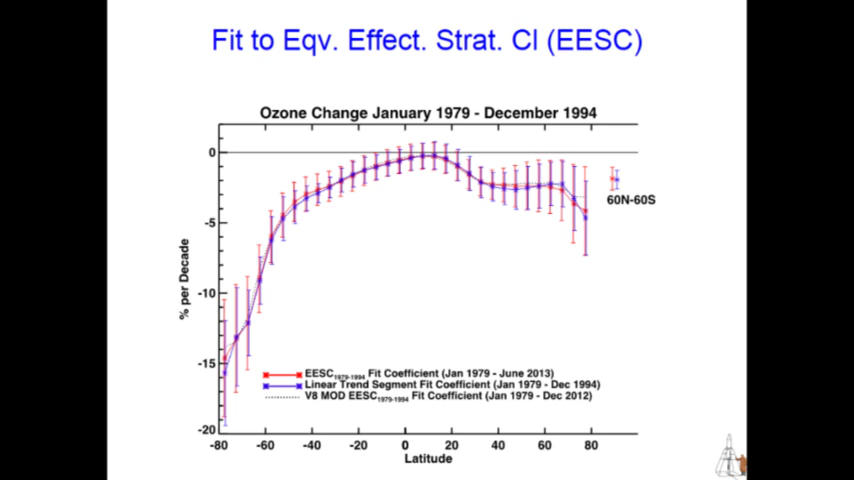 Fit to Eqv. Effect. Strat. Cl (EESC)
Ozone Change January 1979 - December 1994
0
-5
-10
-15
-20
% per Decade
60N-60S
EESC1979-1994 Fit Coefficient (Jan 1979 - June 2013)
Linear Trend Segment Fit Coefficient (Jan 1979 - Dec 1994)
V8 MOD EESC1979-1994 Fit Coefficient (Jan 1979 - Dec 2012)
-80 -60 -40 -20 0 20 40 60 80
Latitude